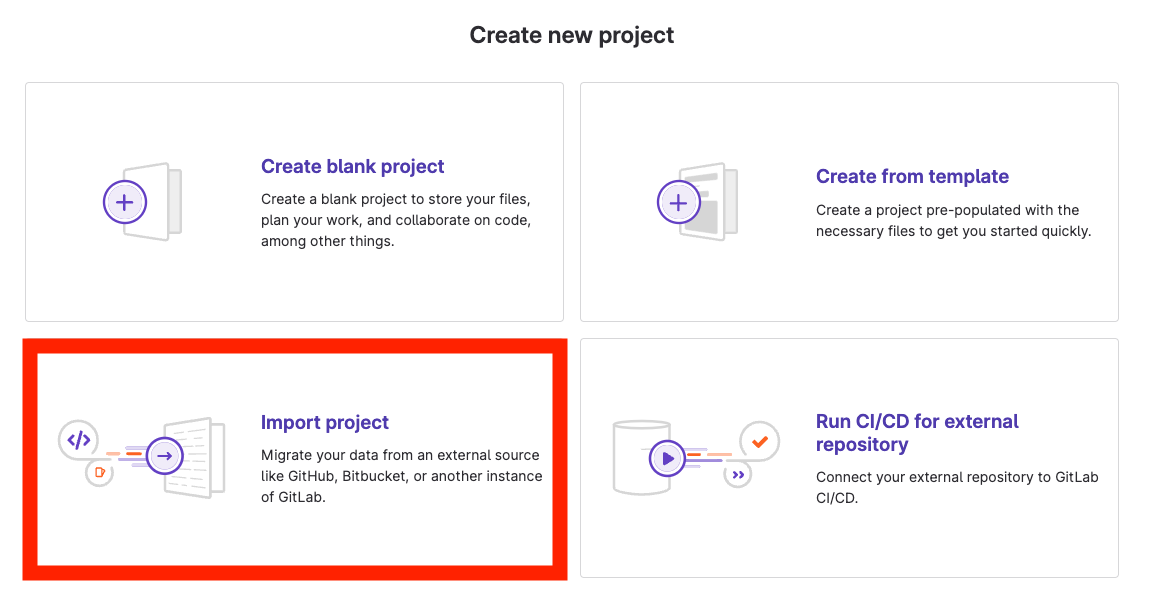 Create new project
Create blank project
Create a blank project to store your files,
plan your work, and collaborate on code,
among other things.
Create from template
Create a project pre-populated with the
necessary files to get you started quickly.
Import project
Migrate your data from an external source
like GitHub, Bitbucket, or another instance
of GitLab.
Run CI/CD for external
repository
Connect your external repository to GitLab
CI/CD.